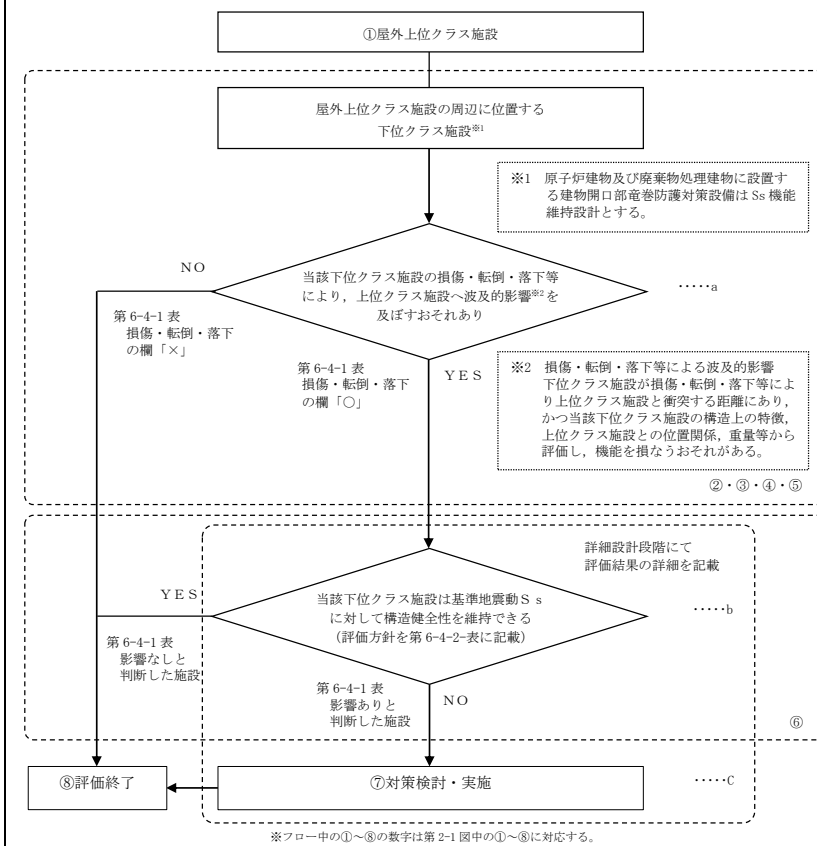 ①屋外上位クラス施設
屋外上位クラス施設の周辺に位置する
下位クラス施設※1
※1 原子炉建物及び廃棄物処理建物に設置す
る建物開口部竜巻防護対策設備は Ss 機能
維持設計とする。
NO
当該下位クラス施設の損傷・転倒・落下等
により，上位クラス施設へ波及的影響※2を
及ぼすおそれあり
‥‥‥a
第 6-4-1 表
損傷・転倒・落下
の欄「×」
第 6-4-1 表
損傷・転倒・落下
の欄「○」
YES
※2 損傷・転倒・落下等による波及的影響
下位クラス施設が損傷・転倒・落下等によ
り上位クラス施設と衝突する距離にあり，
かつ当該下位クラス施設の構造上の特徴，
上位クラス施設との位置関係，重量等から
評価し，機能を損なうおそれがある。
②・③・④・⑤
詳細設計段階にて
評価結果の詳細を記載
YES
当該下位クラス施設は基準地震動Ｓｓ
に対して構造健全性を維持できる
（評価方針を第 6-4-2-表に記載）
‥‥‥b
第 6-4-1 表
影響なしと
判断した施設
第 6-4-1 表
影響ありと
判断した施設
NO
⑥
⑧評価終了
⑦対策検討・実施
‥‥‥C
※フロー中の①～⑧の数字は第 2-1 図中の①～⑧に対応する。